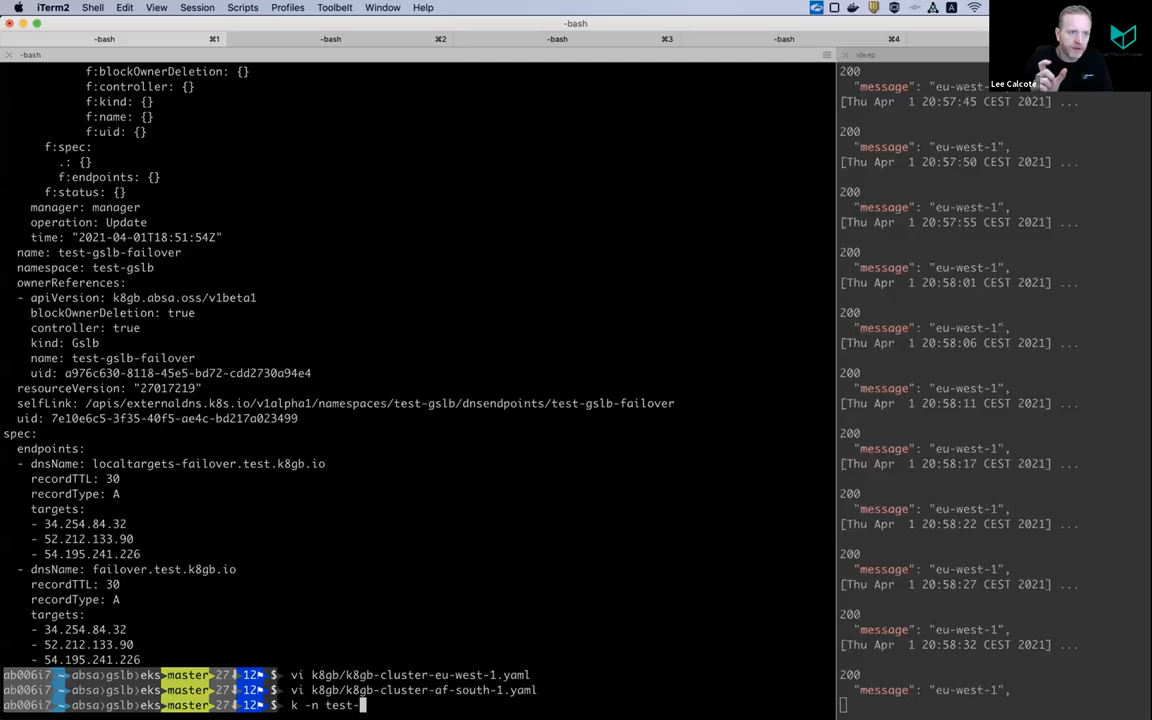 iTerm2 Shell Edit View Session Scripts Profiles Toolbelt Window Help
-bash
-bash ⌘1 -bash ⌘2 -bash ⌘3 -bash ⌘4
-bash
f:blockOwnerDeletion: {}
f:controller: {}
f:kind: {}
f:name: {}
f:uid: {}
f:spec:
.: {}
f:endpoints: {}
f:status: {}
manager: manager
operation: Update
time: "2021-04-01T18:51:54Z"
name: test-gslb-failover
namespace: test-gslb
ownerReferences:
- apiVersion: k8gb.absa.oss/v1beta1
blockOwnerDeletion: true
controller: true
kind: Gslb
name: test-gslb-failover
uid: a976c630-8118-45e5-bd72-cdd2730a94e4
resourceVersion: "27017219"
selfLink: /apis/externaldns.k8s.io/v1alpha1/namespaces/test-gslb/dnsendpoints/test-gslb-failover
uid: 7e10e6c5-3f35-40f5-ae4c-bd217a023499
spec:
endpoints:
- dnsName: localtargets-failover.test.k8gb.io
recordTTL: 30
recordType: A
targets:
- 34.254.84.32
- 52.212.133.90
- 54.195.241.226
- dnsName: failover.test.k8gb.io
recordTTL: 30
recordType: A
targets:
- 34.254.84.32
- 52.212.133.90
- 54.195.241.226
ab006i7 ~ absa gslb eks master 27 12 $ vi k8gb/k8gb-cluster-eu-west-1.yaml
ab006i7 ~ absa gslb eks master 27 12 $ vi k8gb/k8gb-cluster-af-south-1.yaml
ab006i7 ~ absa gslb eks master 27 12 $ k -n test-
sleep
200
"message": "eu-west-
[Thu Apr 1 20:57:45 CEST 2021] ...
200
"message": "eu-west-1",
[Thu Apr 1 20:57:50 CEST 2021] ...
200
"message": "eu-west-1",
[Thu Apr 1 20:57:55 CEST 2021] ...
200
"message": "eu-west-1",
[Thu Apr 1 20:58:01 CEST 2021] ...
200
"message": "eu-west-1",
[Thu Apr 1 20:58:06 CEST 2021] ...
200
"message": "eu-west-1",
[Thu Apr 1 20:58:11 CEST 2021] ...
200
"message": "eu-west-1",
[Thu Apr 1 20:58:17 CEST 2021] ...
200
"message": "eu-west-1",
[Thu Apr 1 20:58:22 CEST 2021] ...
200
"message": "eu-west-1",
[Thu Apr 1 20:58:27 CEST 2021] ...
200
"message": "eu-west-1",
[Thu Apr 1 20:58:32 CEST 2021] ...
200
"message": "eu-west-1",
Lee Calcote